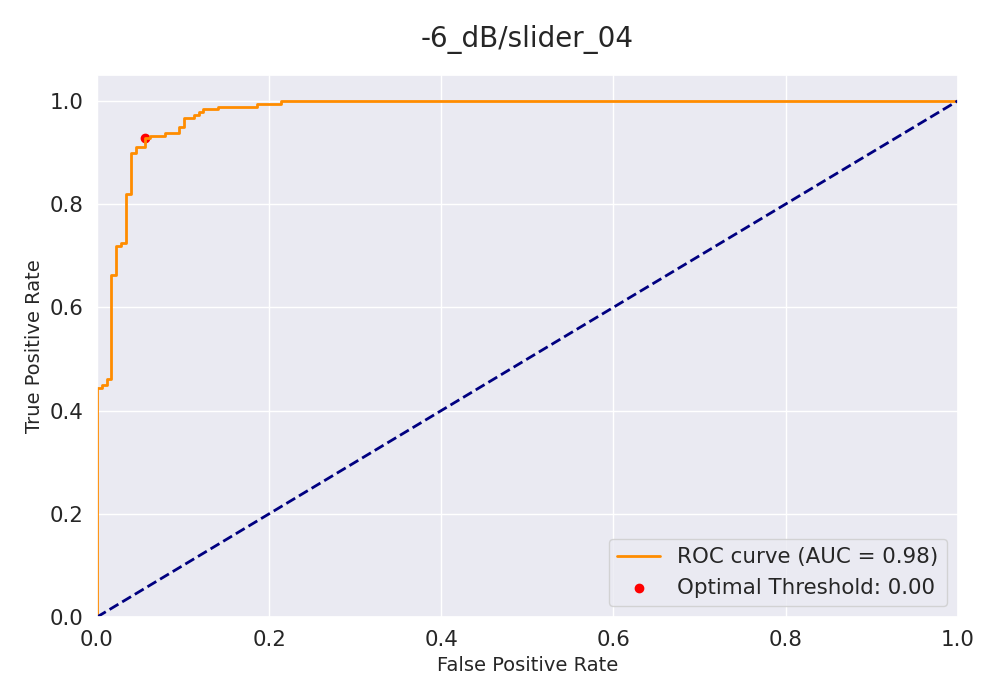 -6_dB/slider_04
True Positive Rate
1.0
0.8
0.6
0.4
0.2
0.0
0.0 0.2 0.4 0.6 0.8 1.0
False Positive Rate
ROC curve (AUC = 0.98)
Optimal Threshold: 0.00